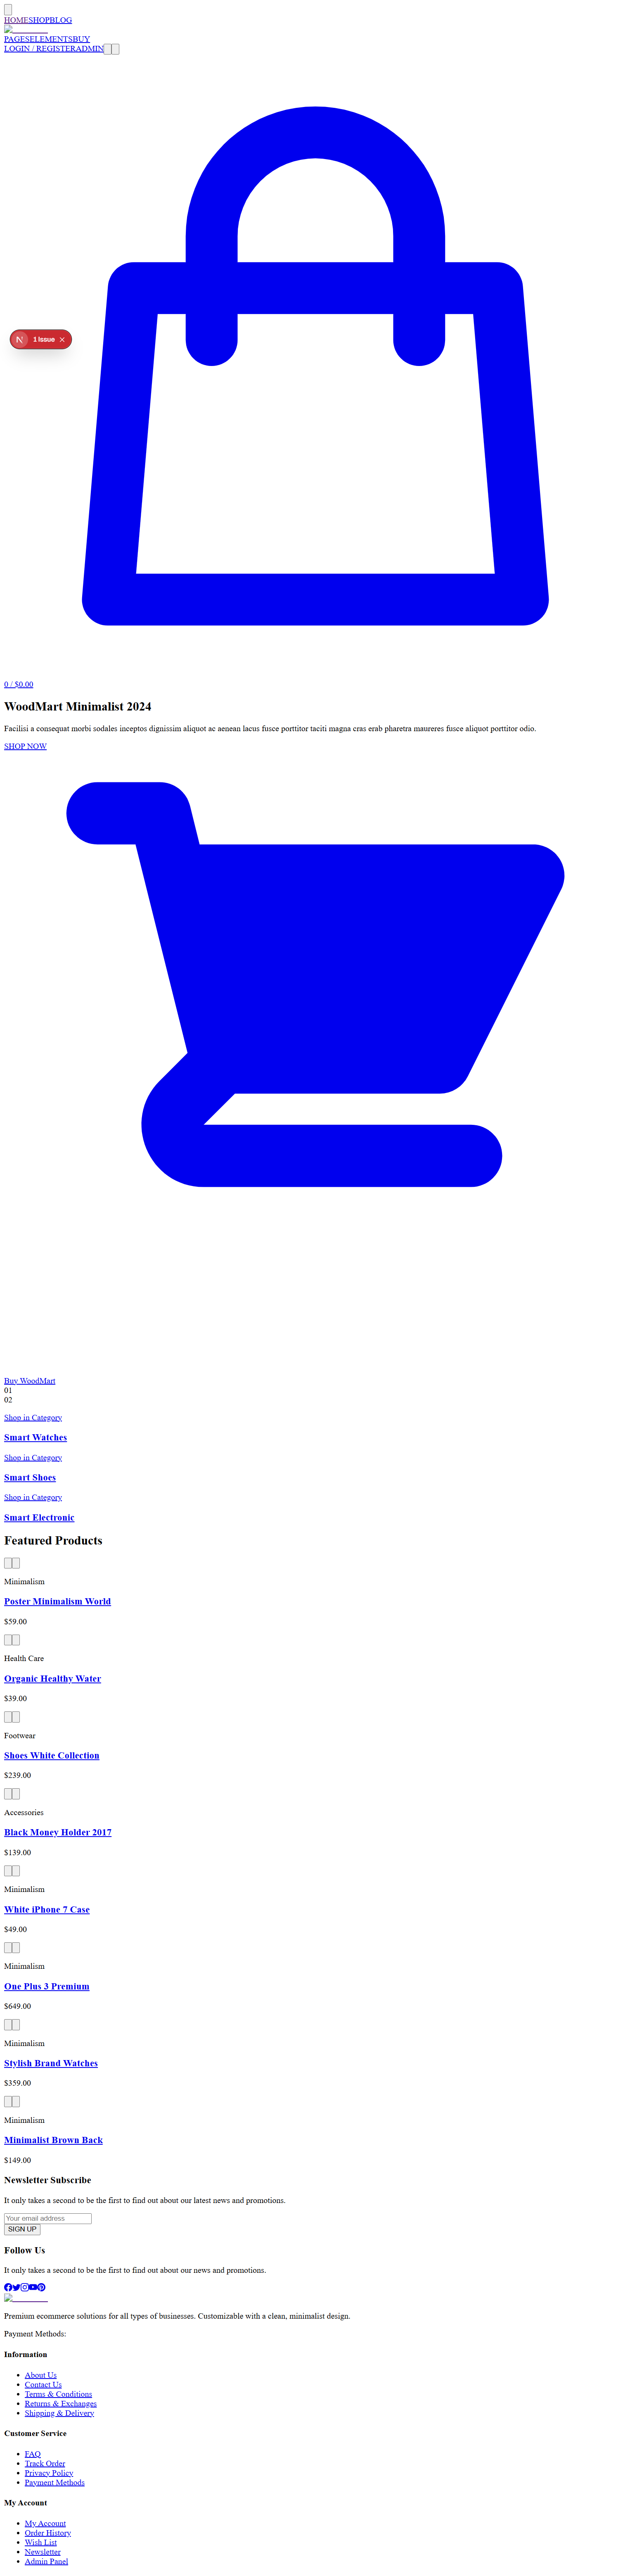 HOMESHOPBLOG
PAGESELEMENTSBUY
LOGIN / REGISTERADMIN
N 1 Issue
0 / $0.00
WoodMart Minimalist 2024
Facilisi a consequat morbi sodales inceptos dignissim aliquot ac aenean lacus fusce porttitor taciti magna cras erab pharetra maureres fusce aliquot porttitor odio.
SHOP NOW
Buy WoodMart
01
02
Shop in Category
Smart Watches
Shop in Category
Smart Shoes
Shop in Category
Smart Electronic
Featured Products
Minimalism
Poster Minimalism World
$59.00
Health Care
Organic Healthy Water
$39.00
Footwear
Shoes White Collection
$239.00
Accessories
Black Money Holder 2017
$139.00
Minimalism
White iPhone 7 Case
$49.00
Minimalism
One Plus 3 Premium
$649.00
Minimalism
Stylish Brand Watches
$359.00
Minimalism
Minimalist Brown Back
$149.00
Newsletter Subscribe
It only takes a second to be the first to find out about our latest news and promotions.
Your email address
SIGN UP
Follow Us
It only takes a second to be the first to find out about our news and promotions.
Premium ecommerce solutions for all types of businesses. Customizable with a clean, minimalist design.
Payment Methods:
Information
About Us
Contact Us
Terms & Conditions
Returns & Exchanges
Shipping & Delivery
Customer Service
FAQ
Track Order
Privacy Policy
Payment Methods
My Account
My Account
Order History
Wish List
Newsletter
Admin Panel